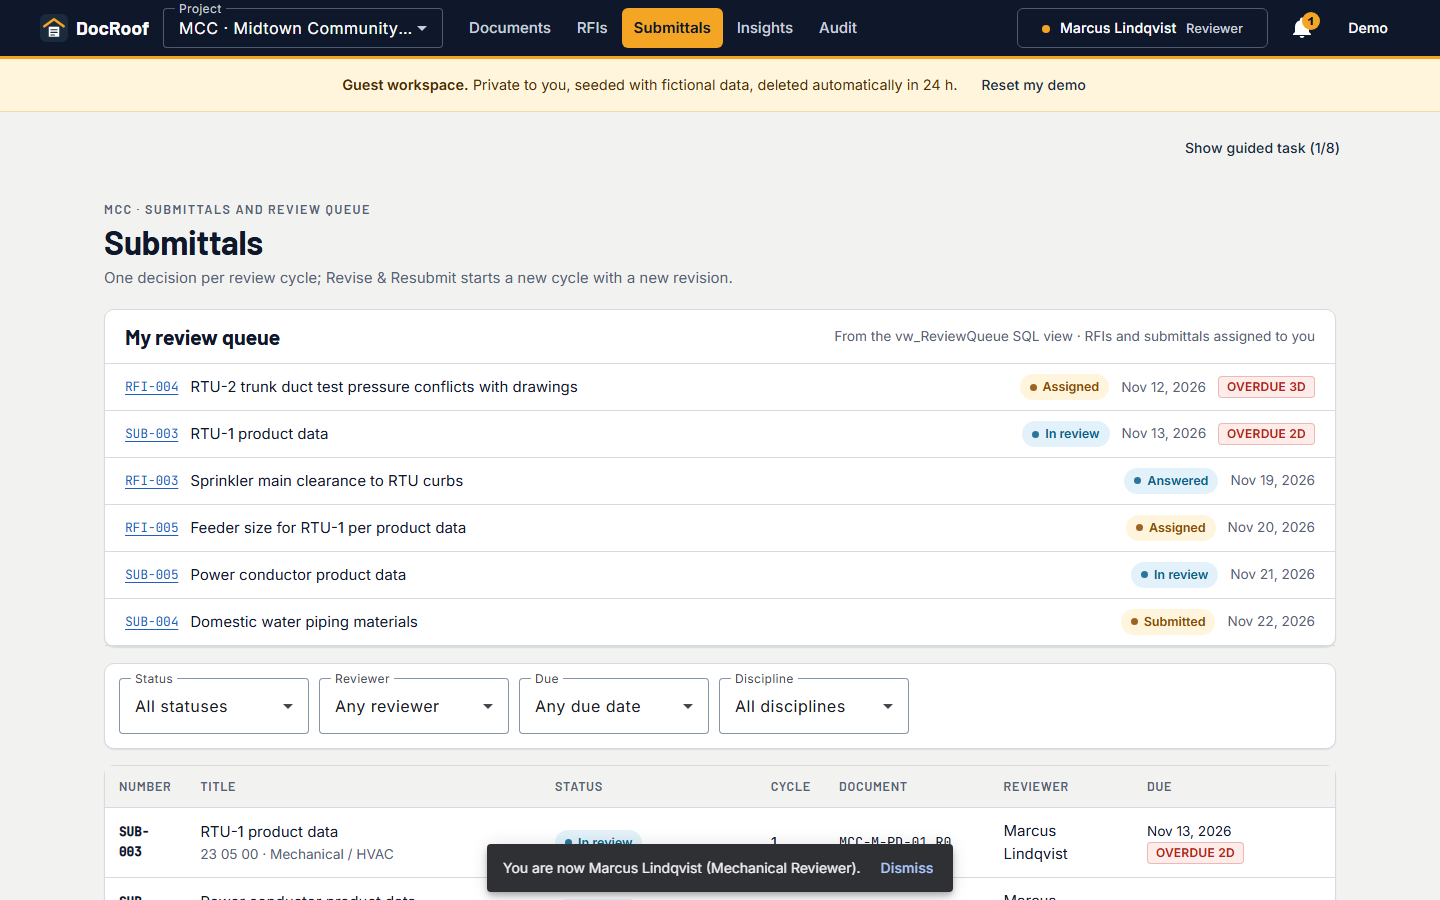 DocRoof
Project
MCC · Midtown Community...
Documents
RFIs
Submittals
Insights
Audit
Marcus Lindqvist Reviewer
1
Demo
Guest workspace. Private to you, seeded with fictional data, deleted automatically in 24 h.
Reset my demo
Show guided task (1/8)
MCC · SUBMITTALS AND REVIEW QUEUE
Submittals
One decision per review cycle; Revise & Resubmit starts a new cycle with a new revision.
My review queue
From the vw_ReviewQueue SQL view · RFIs and submittals assigned to you
RFI-004 RTU-2 trunk duct test pressure conflicts with drawings Assigned Nov 12, 2026 OVERDUE 3D
SUB-003 RTU-1 product data In review Nov 13, 2026 OVERDUE 2D
RFI-003 Sprinkler main clearance to RTU curbs Answered Nov 19, 2026
RFI-005 Feeder size for RTU-1 per product data Assigned Nov 20, 2026
SUB-005 Power conductor product data In review Nov 21, 2026
SUB-004 Domestic water piping materials Submitted Nov 22, 2026
Status
All statuses
Reviewer
Any reviewer
Due
Any due date
Discipline
All disciplines
NUMBER TITLE STATUS CYCLE DOCUMENT REVIEWER DUE
SUB-003
RTU-1 product data
23 05 00 · Mechanical / HVAC
In review
1
MCC-M-PD-01 R0
Marcus Lindqvist
Nov 13, 2026
OVERDUE 2D
You are now Marcus Lindqvist (Mechanical Reviewer).
Dismiss